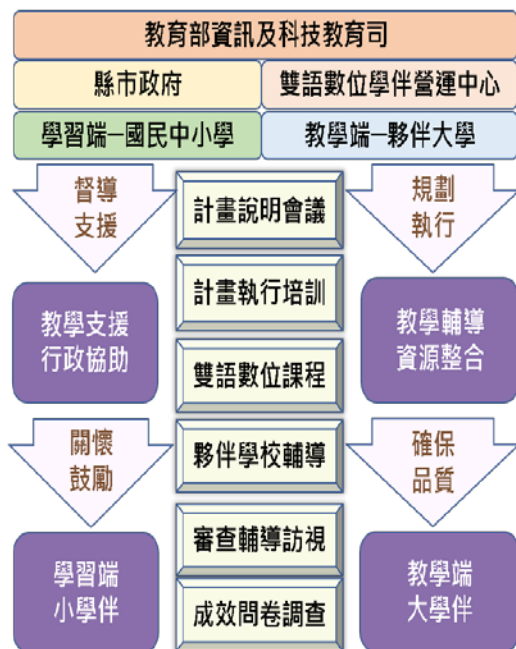 教育部資訊及科技教育司
縣市政府
雙語數位學伴營運中心
學習端－國民中小學
教學端－夥伴大學
督導
支援
教學支援
行政協助
關懷
鼓勵
學習端
小學伴
計畫說明會議
計畫執行培訓
雙語數位課程
夥伴學校輔導
審查輔導訪視
成效問卷調查
規劃
執行
教學輔導
資源整合
確保
品質
教學端
大學伴